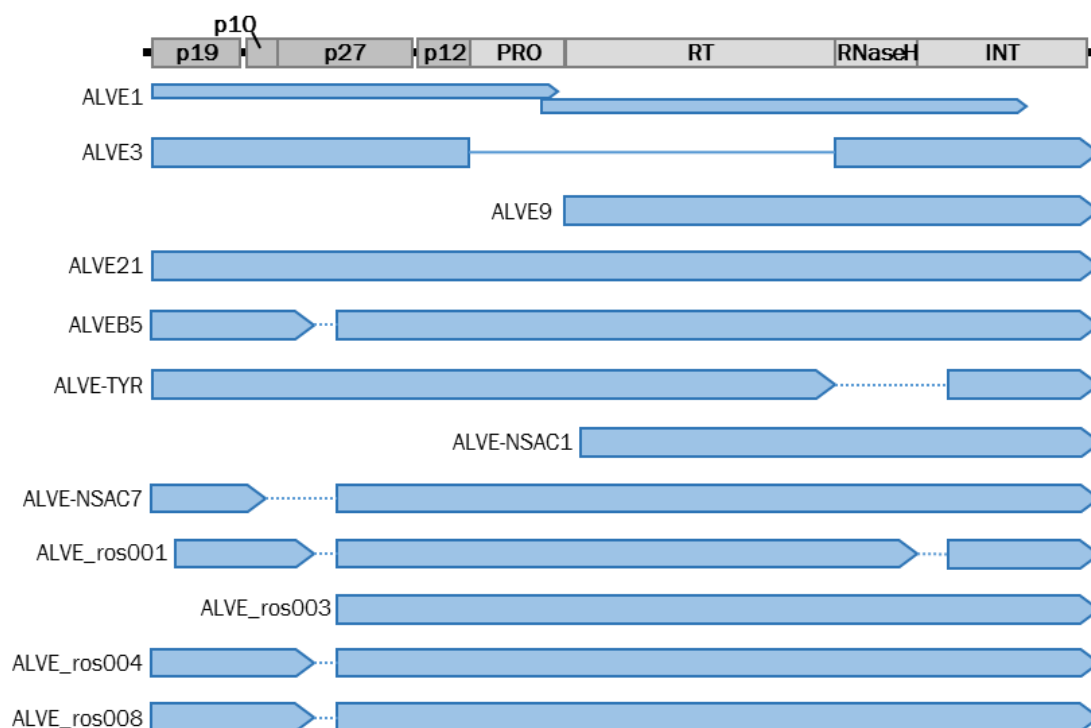 p10
p19 p27 p12 PRO RT RNaseH INT
ALVE1
ALVE3
ALVE9
ALVE21
ALVEB5
ALVE-TYR
ALVE-NSAC1
ALVE-NSAC7
ALVE_ros001
ALVE_ros003
ALVE_ros004
ALVE_ros008